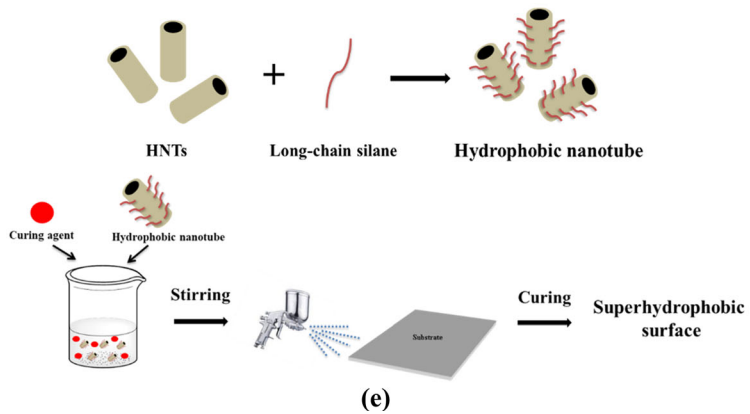 HNTs
Long-chain silane
Hydrophobic nanotube
Curing agent
Hydrophobic nanotube
Stirring
Substrate
Curing
Superhydrophobic
surface
(e)